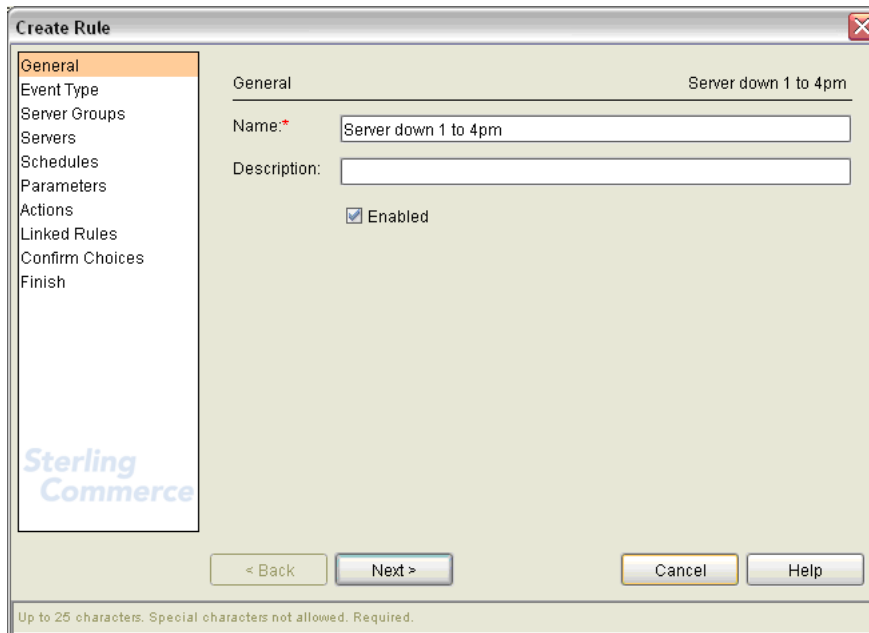 Create Rule
General
Event Type
Server Groups
Servers
Schedules
Parameters
Actions
Linked Rules
Confirm Choices
Finish
Sterling
Commerce
General
Server down 1 to 4pm
Name:*
Server down 1 to 4pm
Description:
Enabled
< Back
Next >
Cancel
Help
Up to 25 characters. Special characters not allowed. Required.